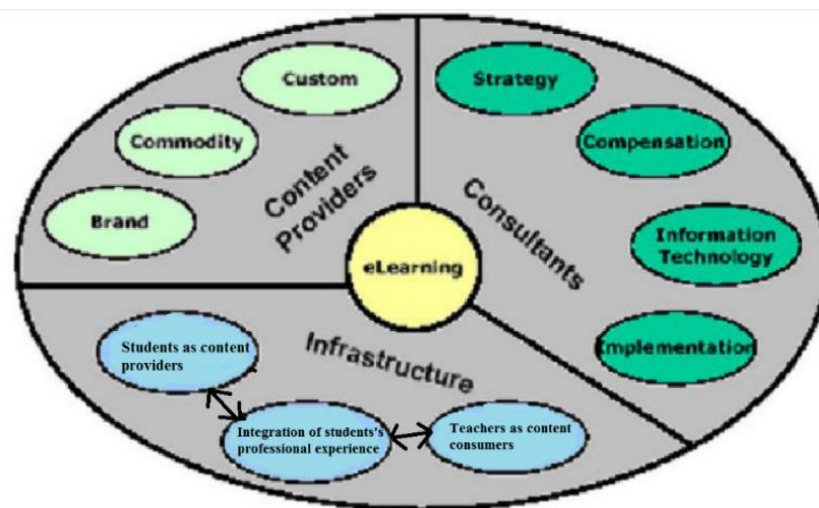 Custom
Commodity
Brand
Content
Providers
Strategy
Compensation
Information
Technology
Implementation
Consultants
eLearning
Infrastructure
Students as content
providers
Integration of students's
professional experience
Teachers as content
consumers